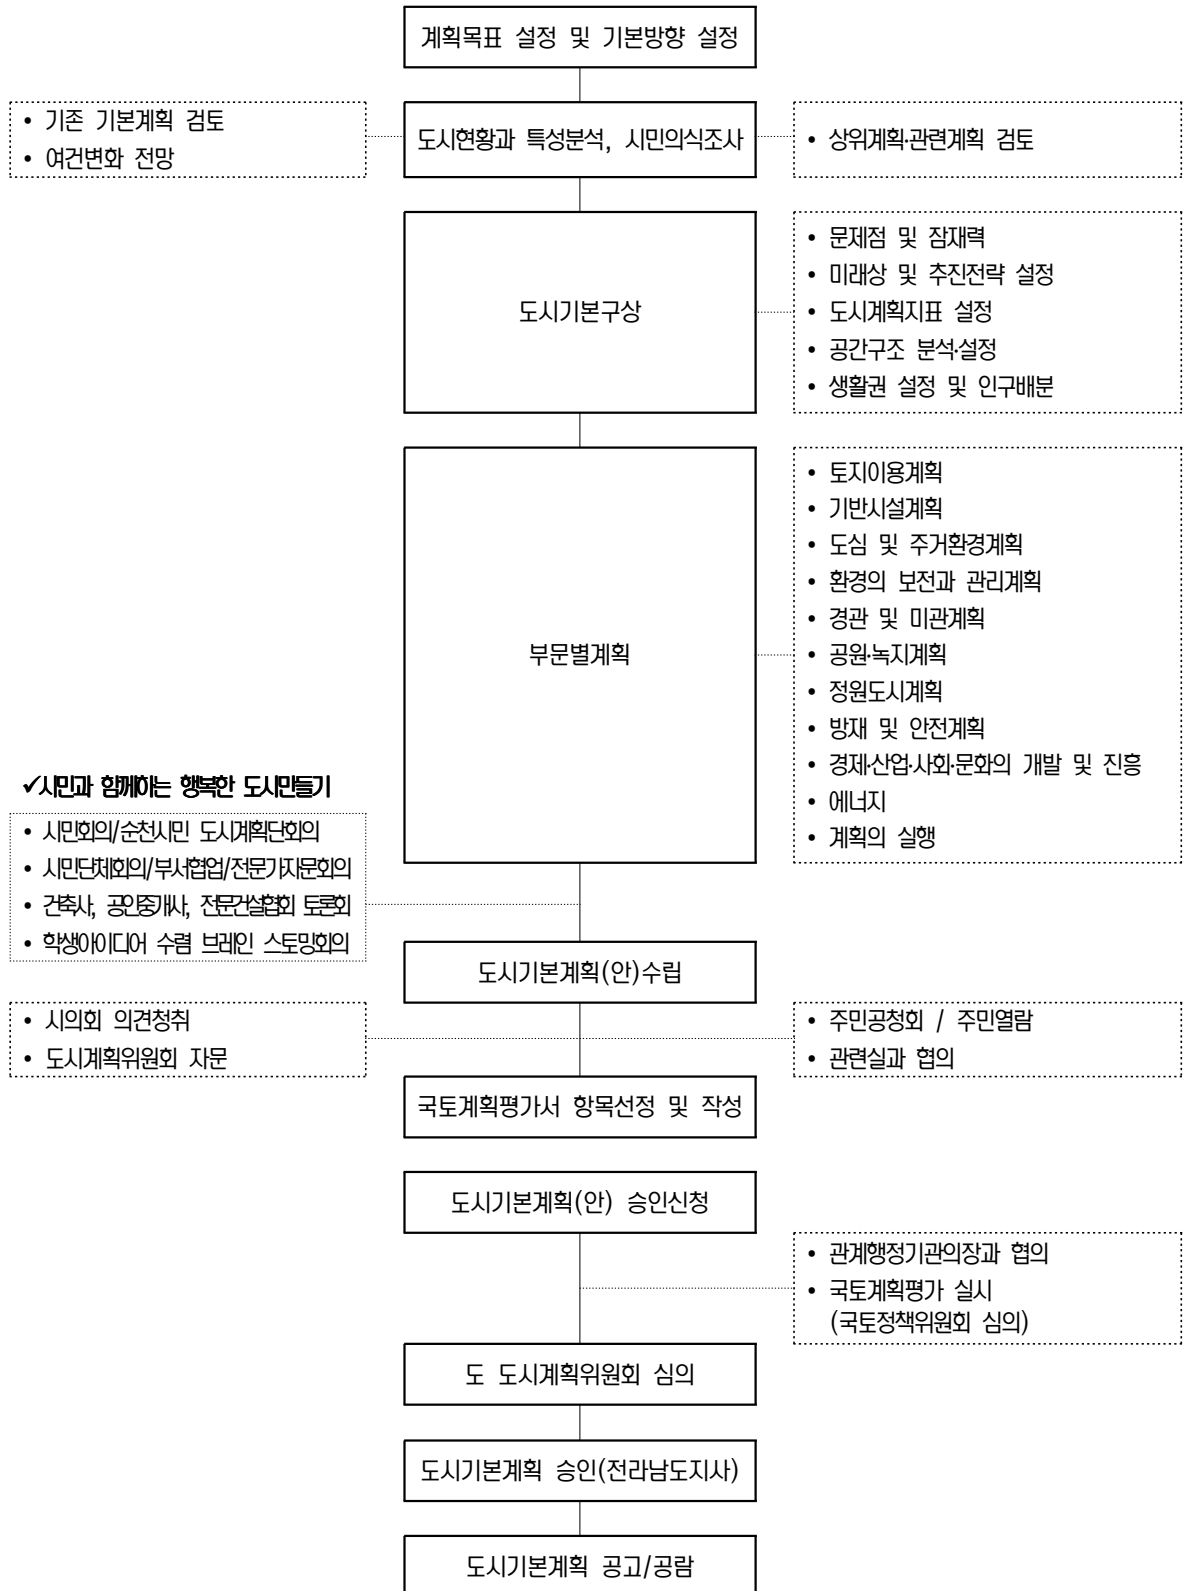 계획목표 설정 및 기본방향 설정
• 기존 기본계획 검토
• 여건변화 전망
도시현황과 특성분석, 시민의식조사
• 상위계획·관련계획 검토
도시기본구상
• 문제점 및 잠재력
• 미래상 및 추진전략 설정
• 도시계획지표 설정
• 공간구조 분석·설정
• 생활권 설정 및 인구배분
부문별계획
• 토지이용계획
• 기반시설계획
• 도심 및 주거환경계획
• 환경의 보전과 관리계획
• 경관 및 미관계획
• 공원·녹지계획
• 정원도시계획
• 방재 및 안전계획
• 경제·산업·사회·문화의 개발 및 진흥
• 에너지
• 계획의 실행
✓시민과 함께하는 행복한 도시만들기
• 시민회의/순천시민 도시계획단회의
• 시민단체회의/부서협업/전문가자문회의
• 건축사, 공인중개사, 전문건설협회 토론회
• 학생아이디어 수렴 브레인 스토밍회의
도시기본계획(안)수립
• 시의회 의견청취
• 도시계획위원회 자문
• 주민공청회 / 주민열람
• 관련실과 협의
국토계획평가서 항목선정 및 작성
도시기본계획(안) 승인신청
• 관계행정기관의장과 협의
• 국토계획평가 실시
(국토정책위원회 심의)
도 도시계획위원회 심의
도시기본계획 승인(전라남도지사)
도시기본계획 공고/공람